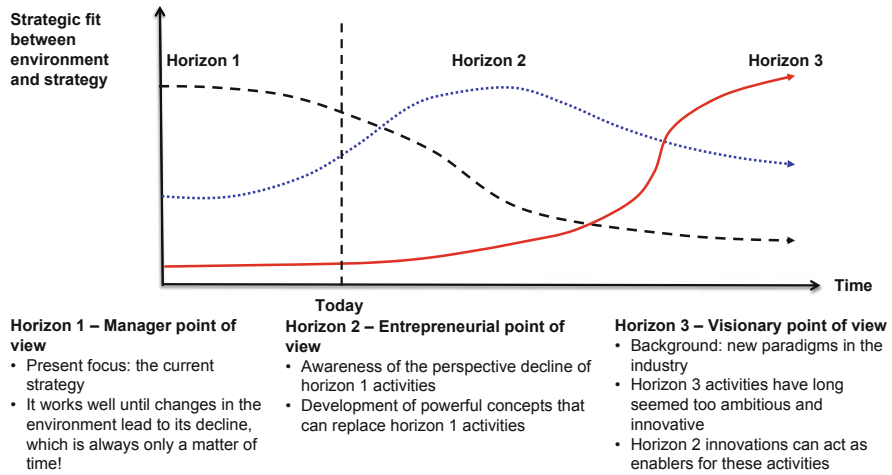 Strategic fit
between
environment
and strategy
Horizon 1
Horizon 2
Horizon 3
Time
Today
Horizon 1 – Manager point of
view
• Present focus: the current
strategy
• It works well until changes in the
environment lead to its decline,
which is always only a matter of
time!
Horizon 2 – Entrepreneurial point of
view
• Awareness of the perspective decline of
horizon 1 activities
• Development of powerful concepts that
can replace horizon 1 activities
Horizon 3 – Visionary point of view
• Background: new paradigms in the
industry
• Horizon 3 activities have long
seemed too ambitious and
innovative
• Horizon 2 innovations can act as
enablers for these activities